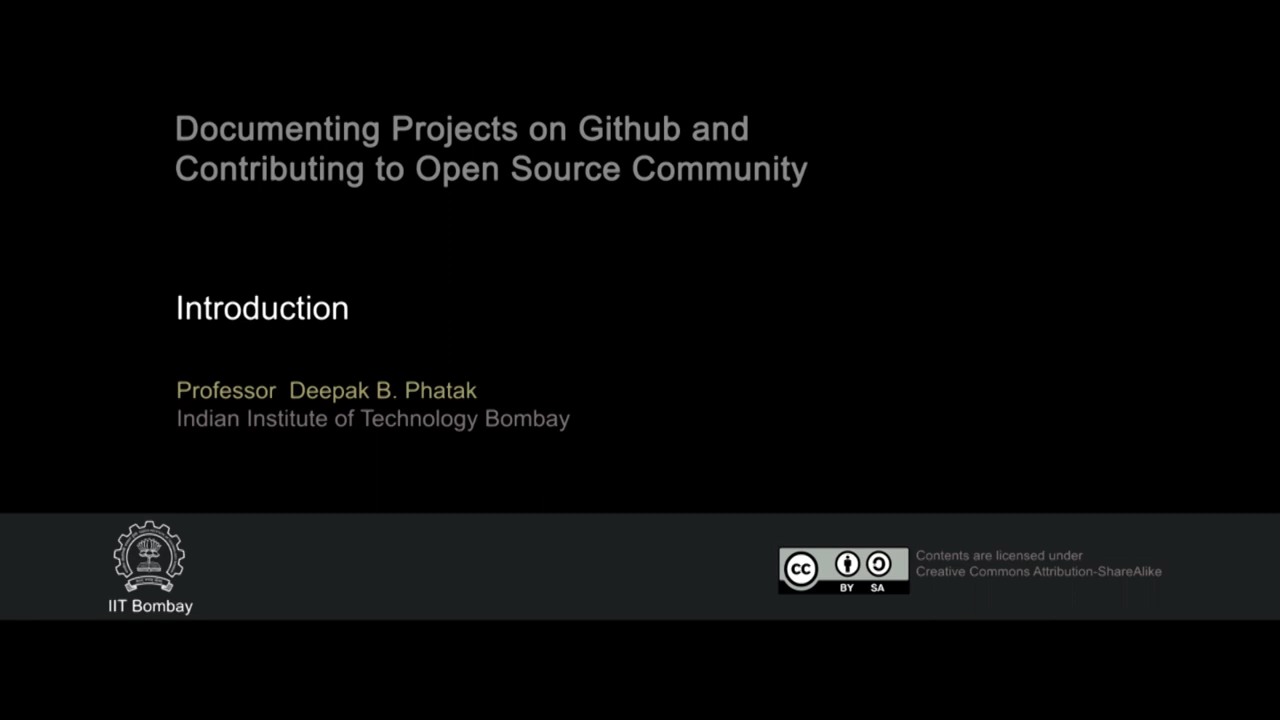 Documenting Projects on Github and
Contributing to Open Source Community
Introduction
Professor Deepak B. Phatak
Indian Institute of Technology Bombay
IIT Bombay
cc
BY SA
Contents are licensed under
Creative Commons Attribution-ShareAlike